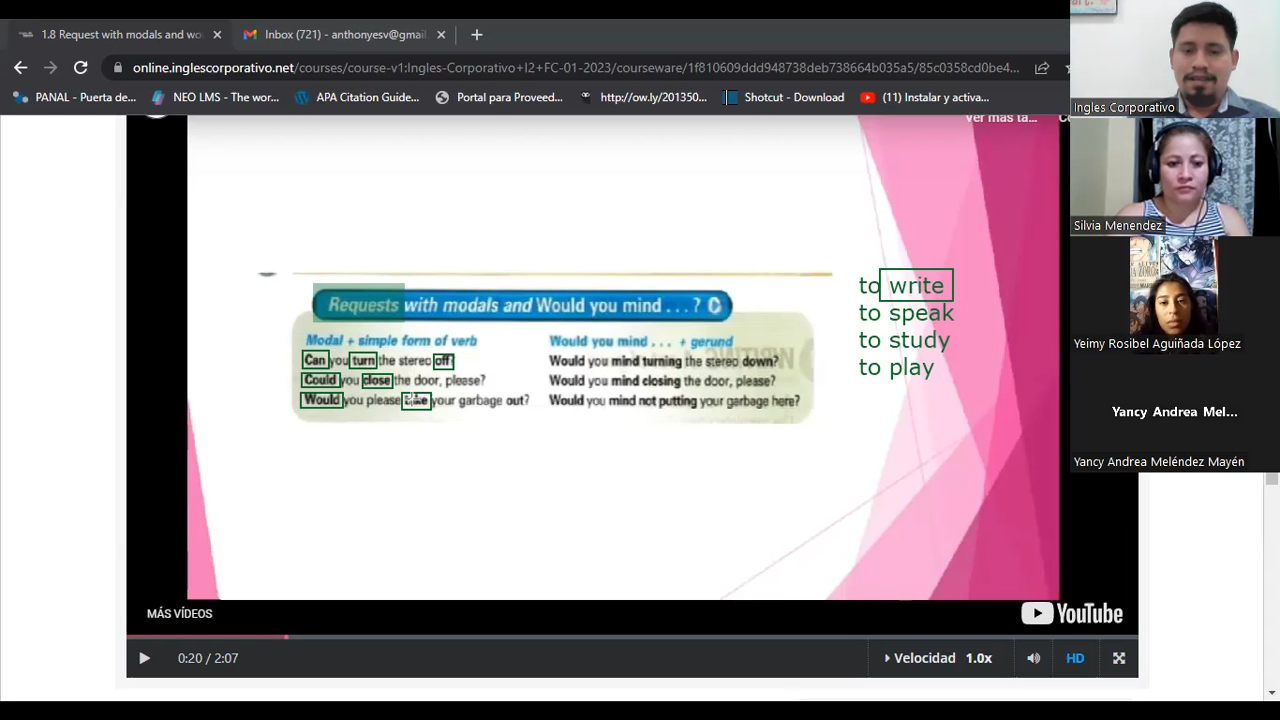 1.8 Request with modals and wo
Inbox (721) - anthonyesv@gmail.
online.inglescorporativo.net/courses/course-v1:Ingles-Corporativo+I2+FC-01-2023/courseware/1f810609ddd948738deb738664b035a5/85c0358cd0be4...
PANAL - Puerta de...
NEO LMS - The wor...
APA Citation Guide...
Portal para Proveed...
http://ow.ly/201350...
Shotcut - Download
(11) Instalar y activa...
Ver más ta...
Requests with modals and Would you mind . . . ?
Modal + simple form of verb
Can you turn the stereo off?
Could you close the door, please?
Would you please your garbage out?
Would you mind . . . + gerund
Would you mind turning the stereo down?
Would you mind closing the door, please?
Would you mind not putting your garbage here?
to write
to speak
to study
to play
MÁS VÍDEOS
YouTube
0:20 / 2:07
Velocidad 1.0x
HD
Ingles Corporativo
Silvia Menendez
Yeimy Rosibel Aguiñada López
Yancy Andrea Mel...
Yancy Andrea Meléndez Mayén